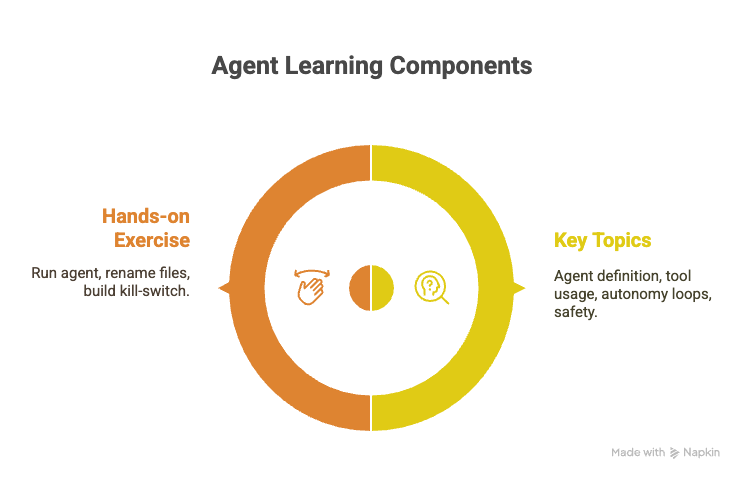 Agent Learning Components
Hands-on
Exercise
Run agent, rename files,
build kill-switch.
Key Topics
Agent definition, tool
usage, autonomy loops,
safety.
?
Made with Napkin